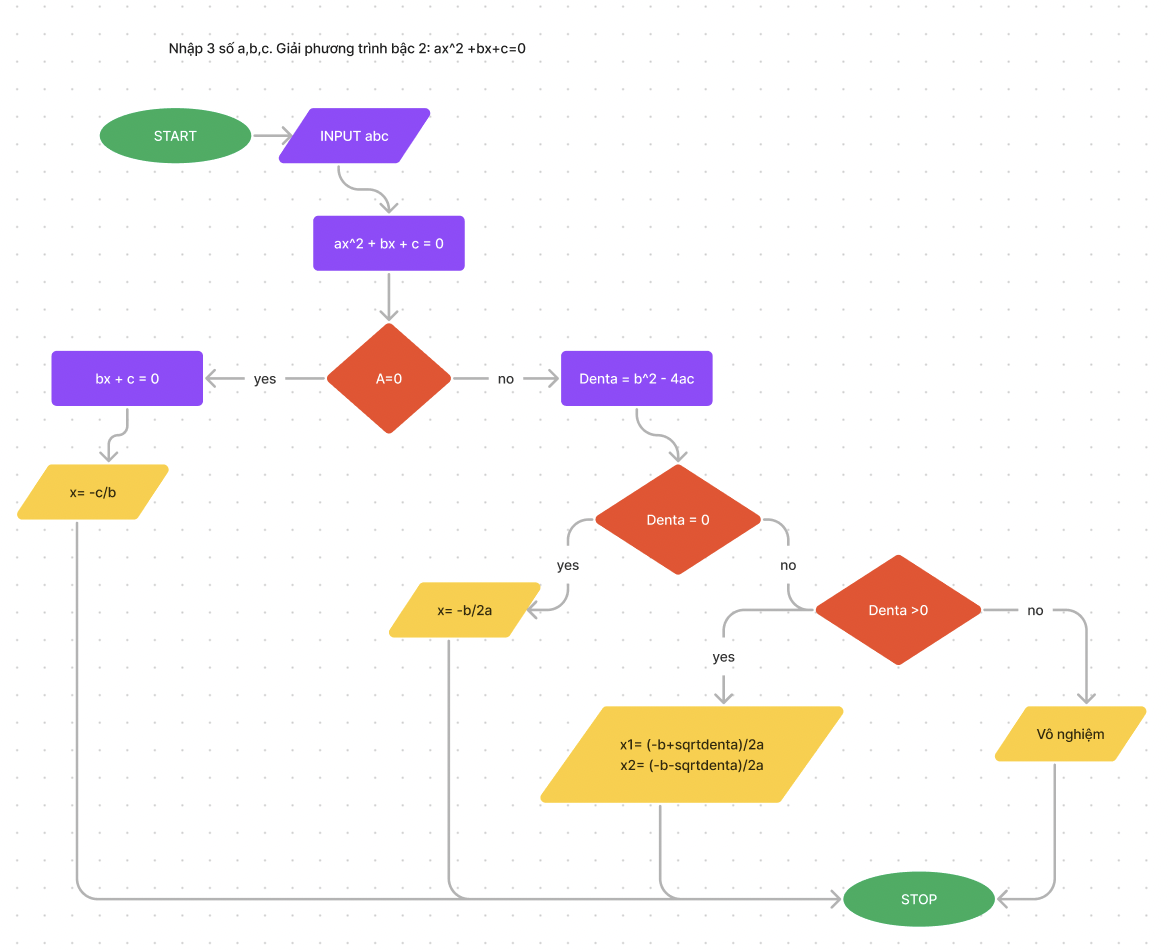 Nhập 3 số a,b,c. Giải phương trình bậc 2: ax^2 +bx+c=0
START
INPUT abc
ax^2 + bx + c = 0
bx + c = 0
yes
A=0
no
Denta = b^2 - 4ac
x= -c/b
Denta = 0
yes
no
x= -b/2a
Denta >0
no
yes
x1= (-b+sqrtdenta)/2a
x2= (-b-sqrtdenta)/2a
Vô nghiệm
STOP